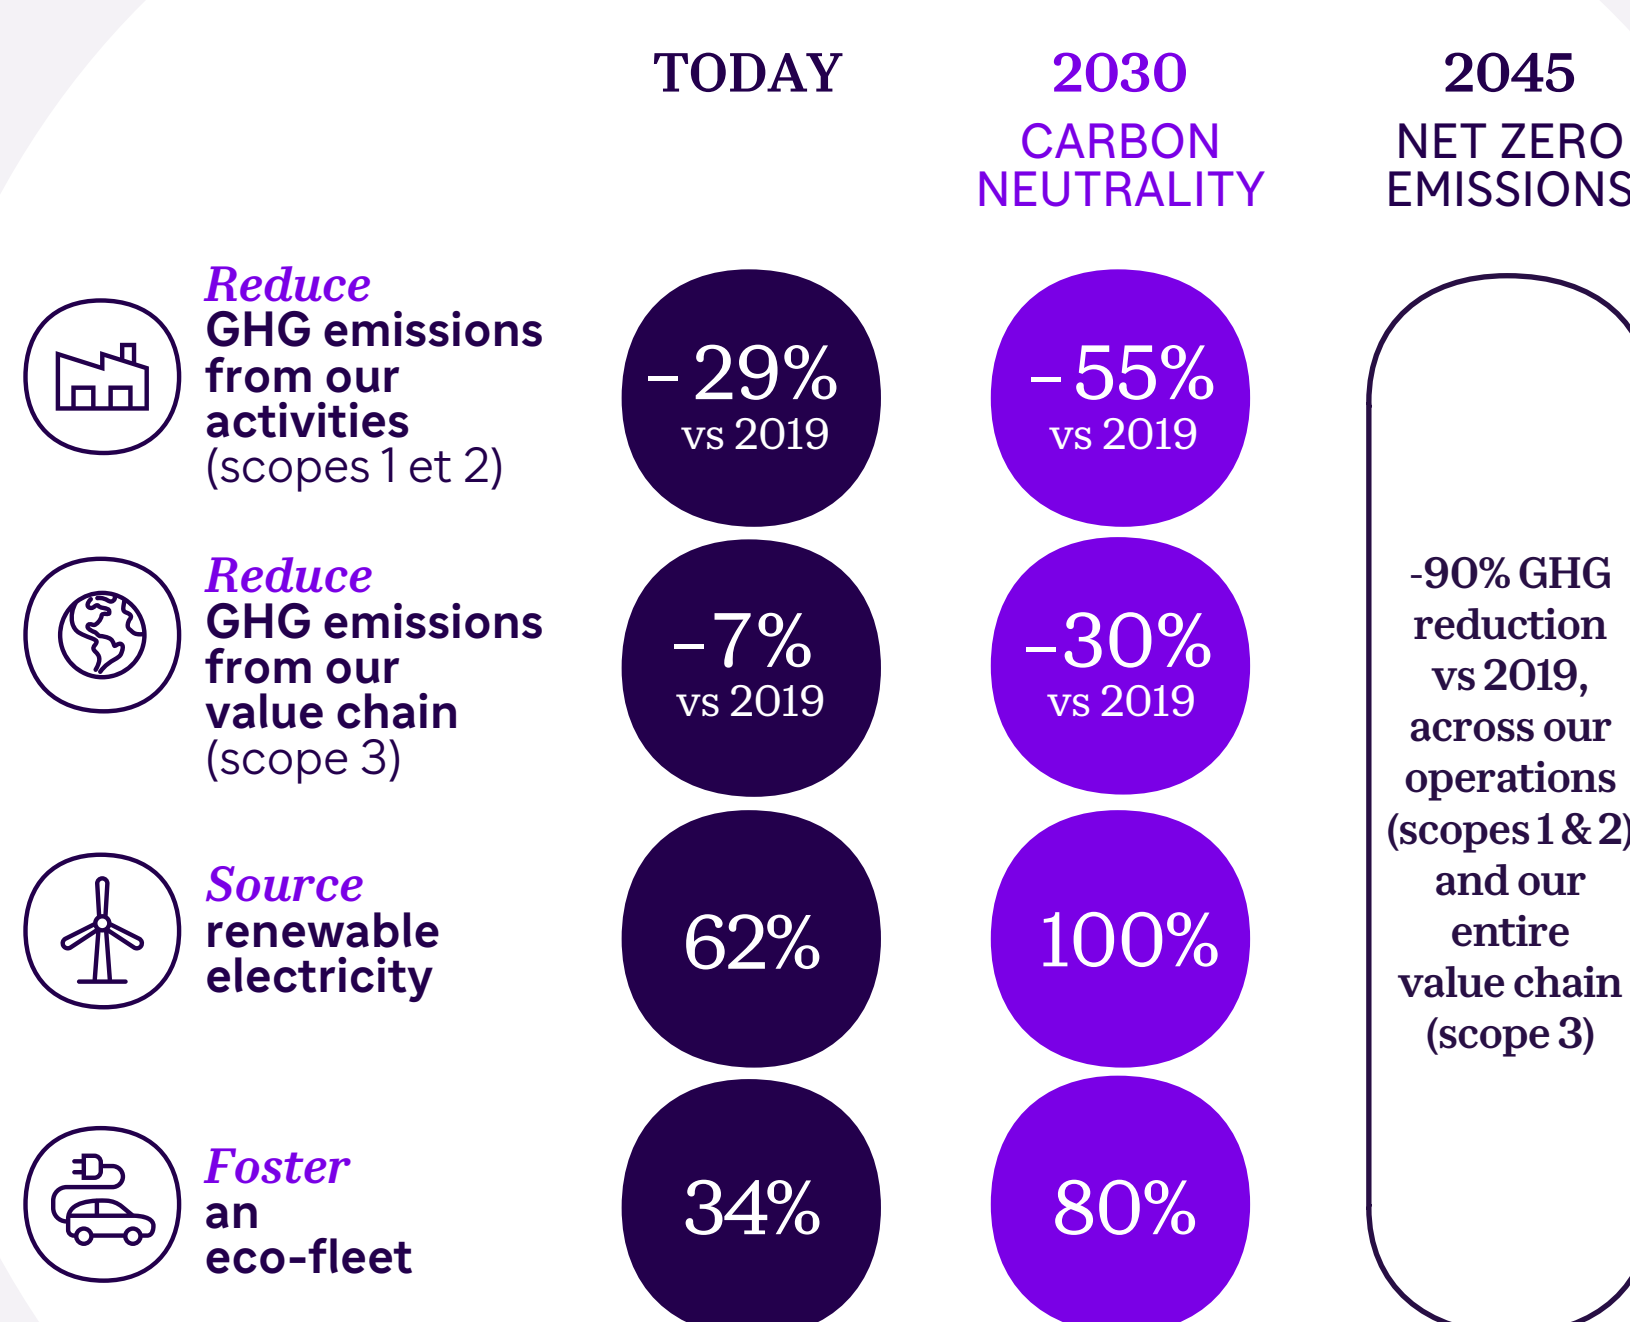 TODAY
2030
CARBON
NEUTRALITY
2045
NET ZERO
EMISSIONS
Reduce
GHG emissions
from our
activities
(scopes 1 et 2)
– 29%
vs 2019
– 55%
vs 2019
Reduce
GHG emissions
from our
value chain
(scope 3)
–7%
vs 2019
–30%
vs 2019
Source
renewable
electricity
62%
100%
Foster
an
eco-fleet
34%
80%
-90% GHG
reduction
vs 2019,
across our
operations
(scopes 1 & 2)
and our
entire
value chain
(scope 3)